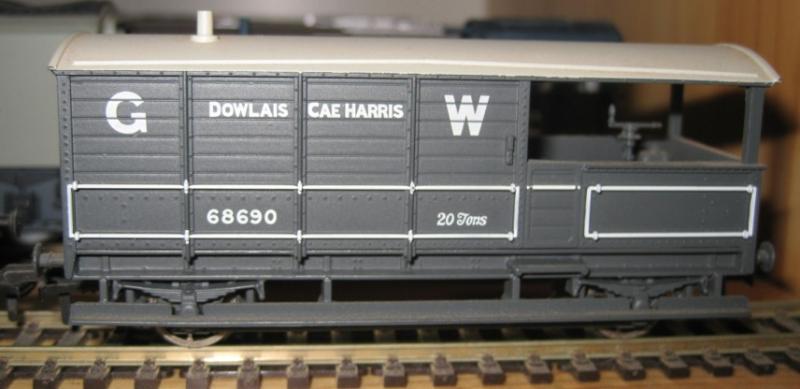 G DOWLAIS CAE HARRIS W
68690 20 Tons